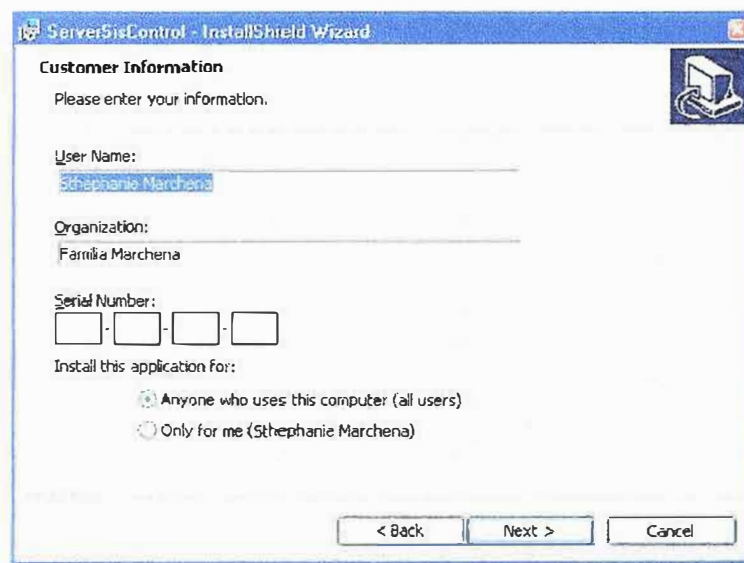 ServerSisControl - InstallShield Wizard
Customer Information
Please enter your information.
User Name:
Sthephanie Marchena
Organization:
Familia Marchena
Serial Number:
- - -
Install this application for:
Anyone who uses this computer (all users)
Only for me (Sthephanie Marchena)
< Back Next > Cancel